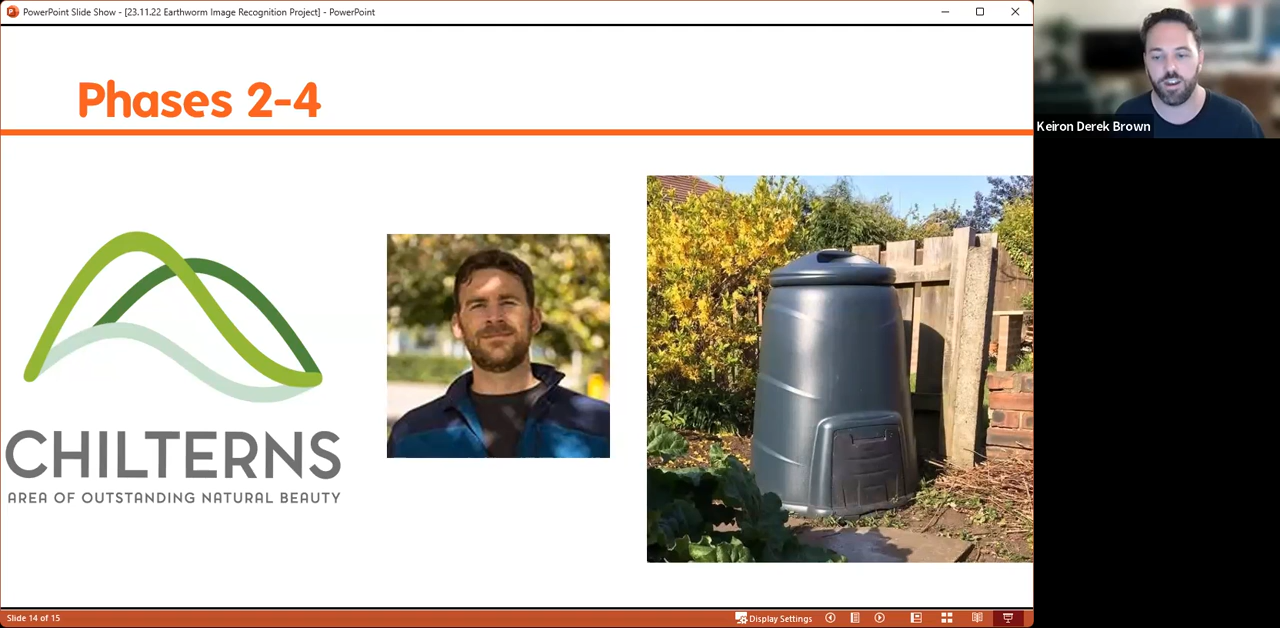 PowerPoint Slide Show - [23.11.22 Earthworm Image Recognition Project] - PowerPoint
Phases 2-4
Keiron Derek Brown
CHILTERNS
AREA OF OUTSTANDING NATURAL BEAUTY
Slide 14 of 15
Display Settings